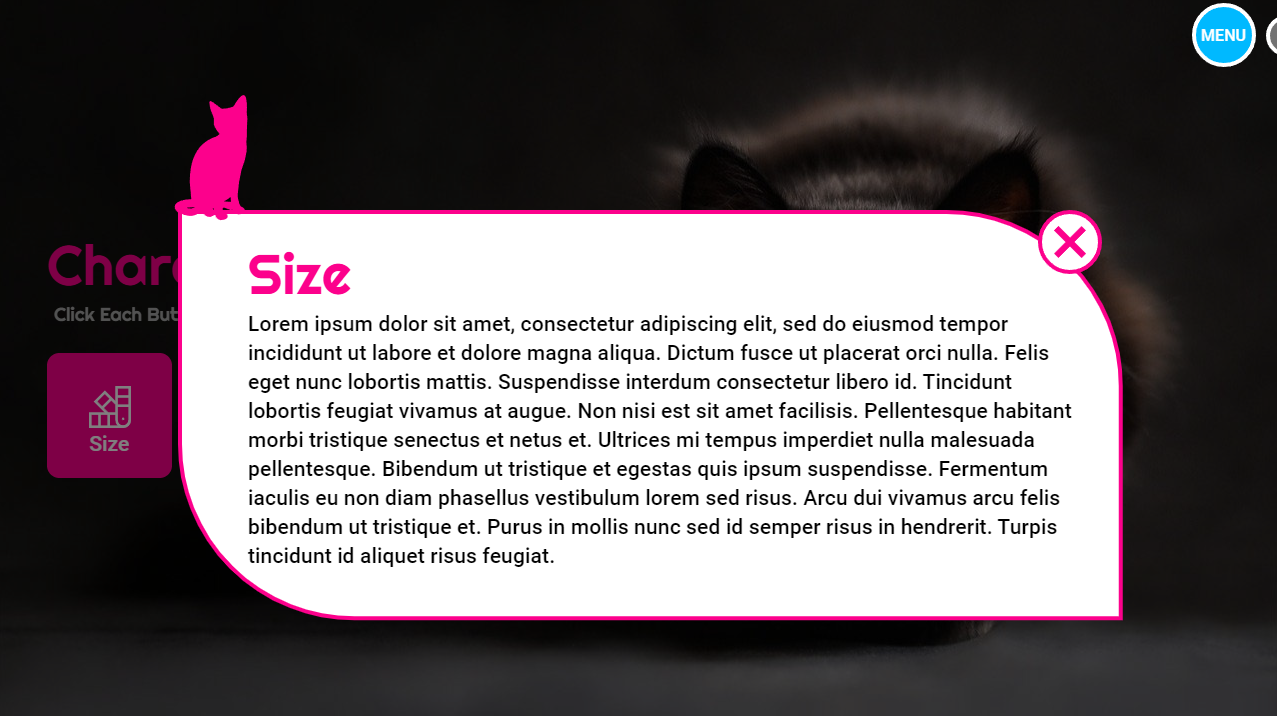 MENU
Size
Lorem ipsum dolor sit amet, consectetur adipiscing elit, sed do eiusmod tempor
incididunt ut labore et dolore magna aliqua. Dictum fusce ut placerat orci nulla. Felis
eget nunc lobortis mattis. Suspendisse interdum consectetur libero id. Tincidunt
lobortis feugiat vivamus at augue. Non nisi est sit amet facilisis. Pellentesque habitant
morbi tristique senectus et netus et. Ultrices mi tempus imperdiet nulla malesuada
pellentesque. Bibendum ut tristique et egestas quis ipsum suspendisse. Fermentum
iaculis eu non diam phasellus vestibulum lorem sed risus. Arcu dui vivamus arcu felis
bibendum ut tristique et. Purus in mollis nunc sed id semper risus in hendrerit. Turpis
tincidunt id aliquet risus feugiat.
Click Each
Size